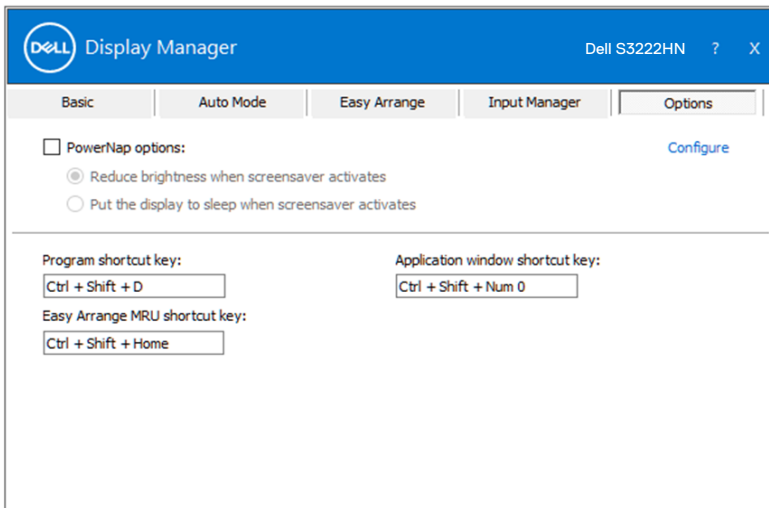 DELL Display Manager Dell S3222HN ? X
Basic Auto Mode Easy Arrange Input Manager Options
PowerNap options: Configure
Reduce brightness when screensaver activates
Put the display to sleep when screensaver activates
Program shortcut key: Application window shortcut key:
Ctrl + Shift + D Ctrl + Shift + Num 0
Easy Arrange MRU shortcut key:
Ctrl + Shift + Home